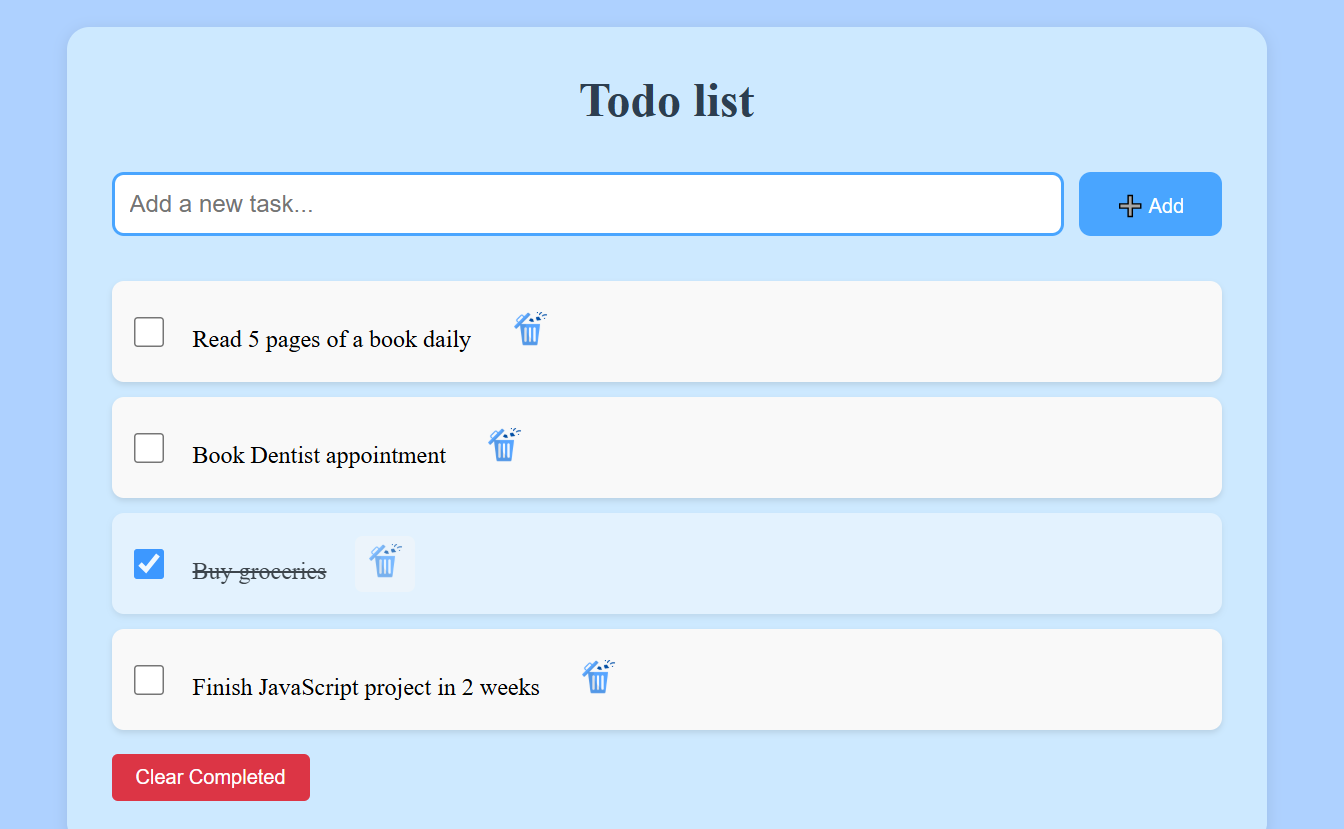 Todo list
Add a new task...
Add
Read 5 pages of a book daily
Book Dentist appointment
Buy groceries
Finish JavaScript project in 2 weeks
Clear Completed